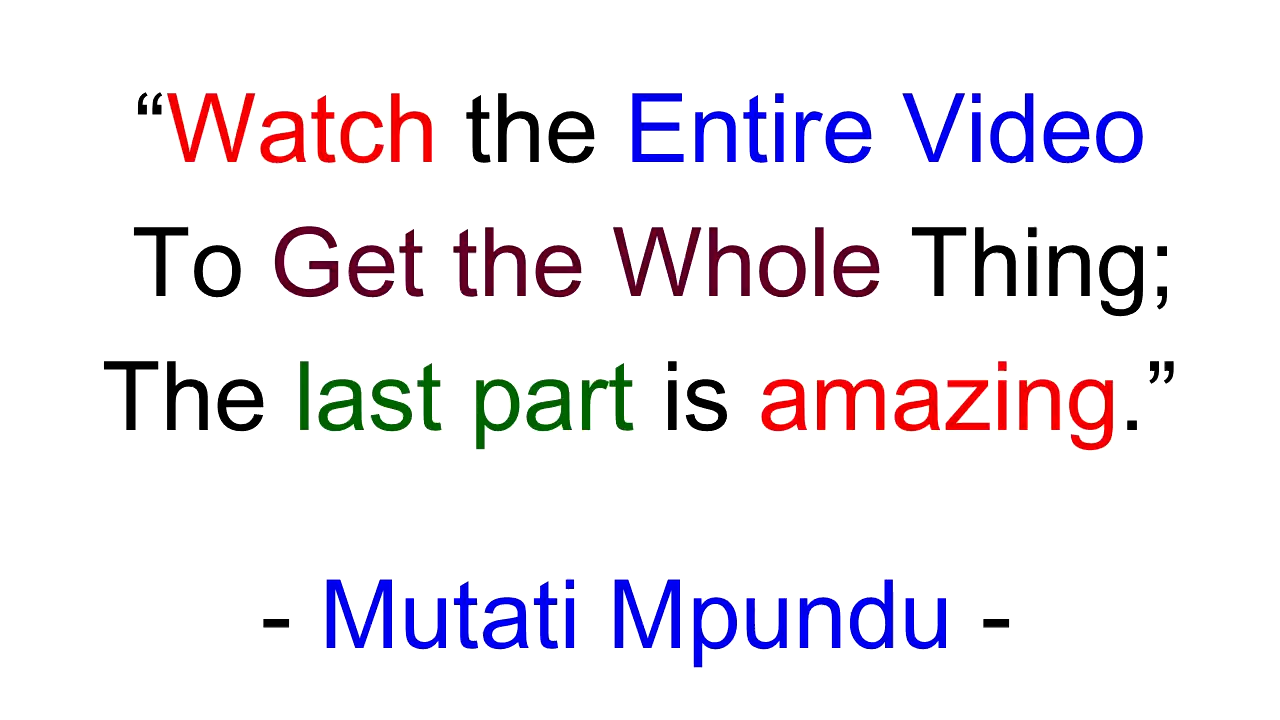 “Watch the Entire Video
To Get the Whole Thing;
The last part is amazing.”
- Mutati Mpundu -